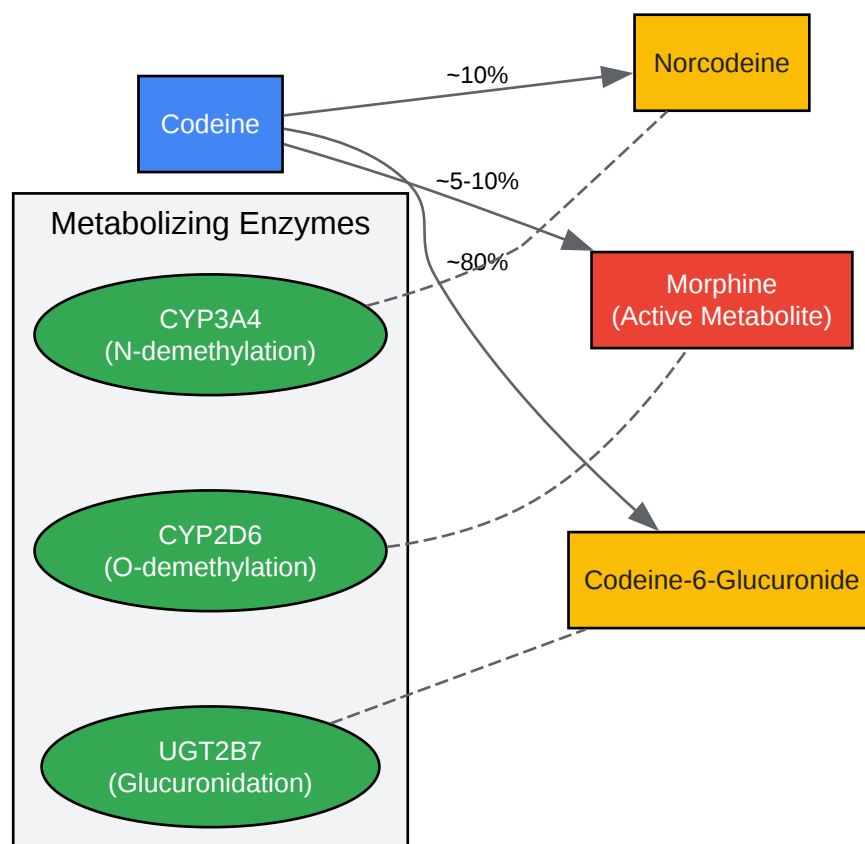 Norcodeine
~10%
Codeine
~5-10%
Metabolizing Enzymes
~80%
Morphine
(Active Metabolite)
CYP3A4
(N-demethylation)
CYP2D6
(O-demethylation)
Codeine-6-Glucuronide
UGT2B7
(Glucuronidation)